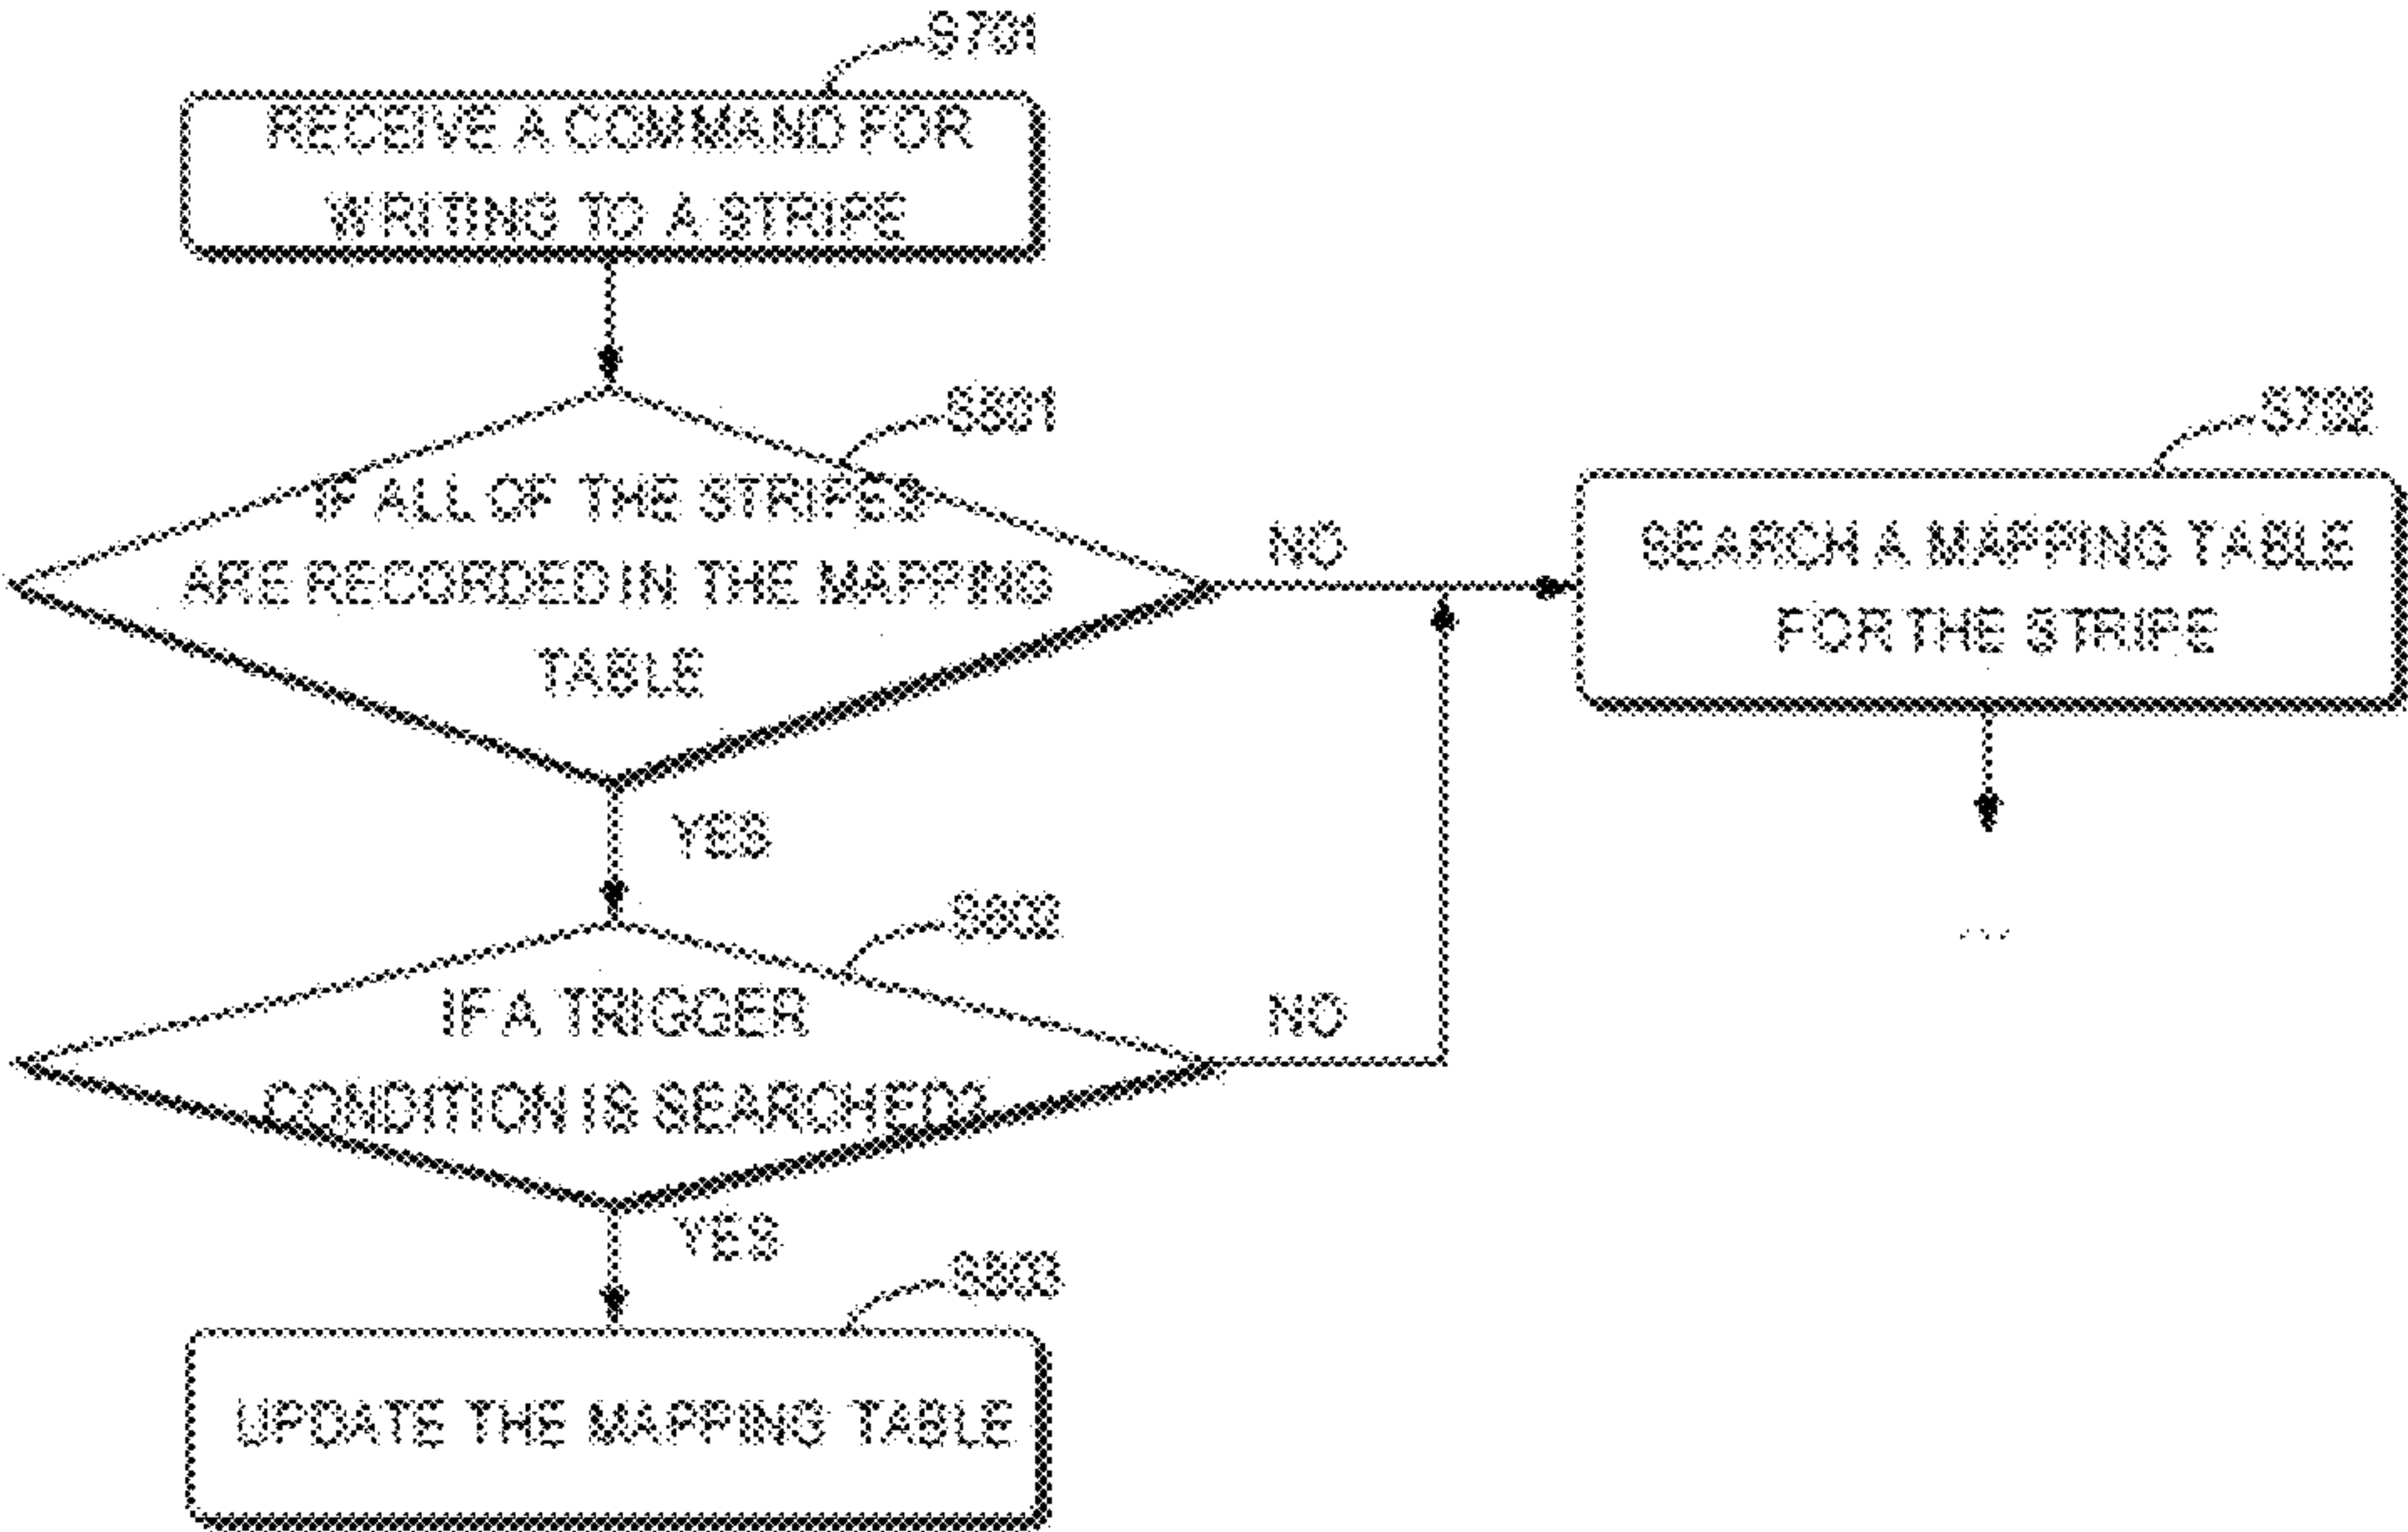 S701
RECEIVE A COMMAND FOR
WRITING TO A STRIPE
S801
IF ALL OF THE STRIPES
ARE RECORDED IN THE MAPPING
TABLE
NO
S702
SEARCH A MAPPING TABLE
FOR THE STRIPE
YES
...
S802
IF A TRIGGER
CONDITION IS SEARCHED?
NO
YES
S803
UPDATE THE MAPPING TABLE